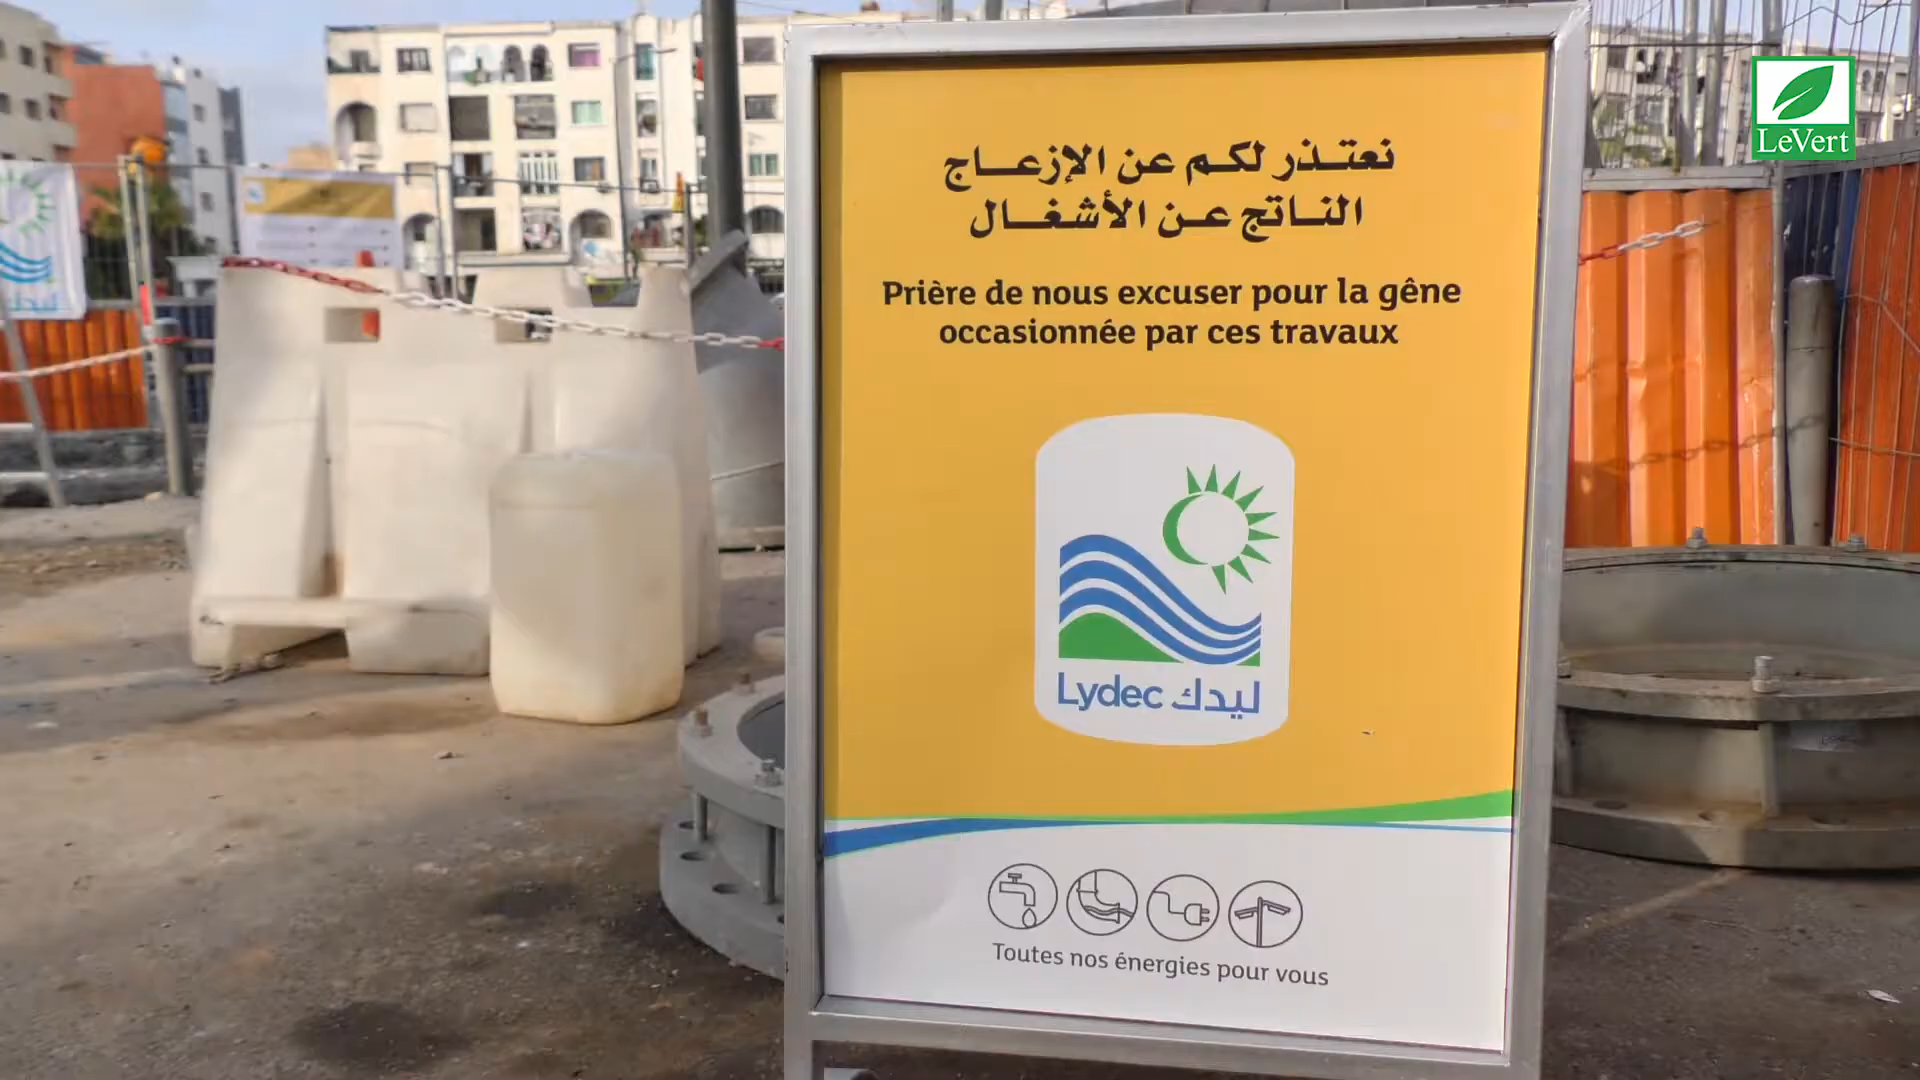 LeVert
نعتذر لكم عن الإزعاج
الناتج عن الأشغال
Prière de nous excuser pour la gêne
occasionnée par ces travaux
Lydec ليدك
Toutes nos énergies pour vous